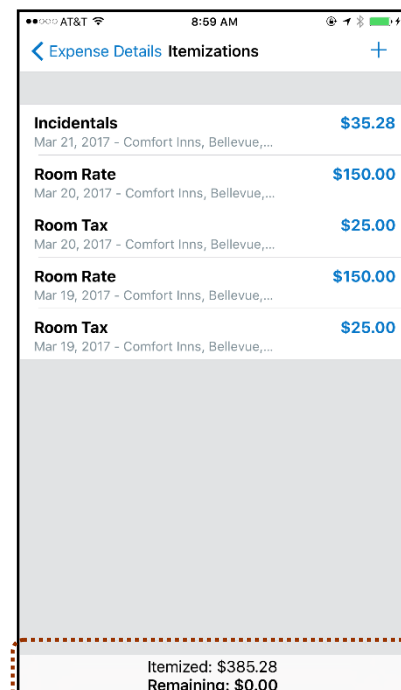 AT&T 8:59 AM
Expense Details Itemizations +
Incidentals $35.28
Mar 21, 2017 - Comfort Inns, Bellevue,...
Room Rate $150.00
Mar 20, 2017 - Comfort Inns, Bellevue,...
Room Tax $25.00
Mar 20, 2017 - Comfort Inns, Bellevue,...
Room Rate $150.00
Mar 19, 2017 - Comfort Inns, Bellevue,...
Room Tax $25.00
Mar 19, 2017 - Comfort Inns, Bellevue,...
Itemized: $385.28
Remaining: $0.00